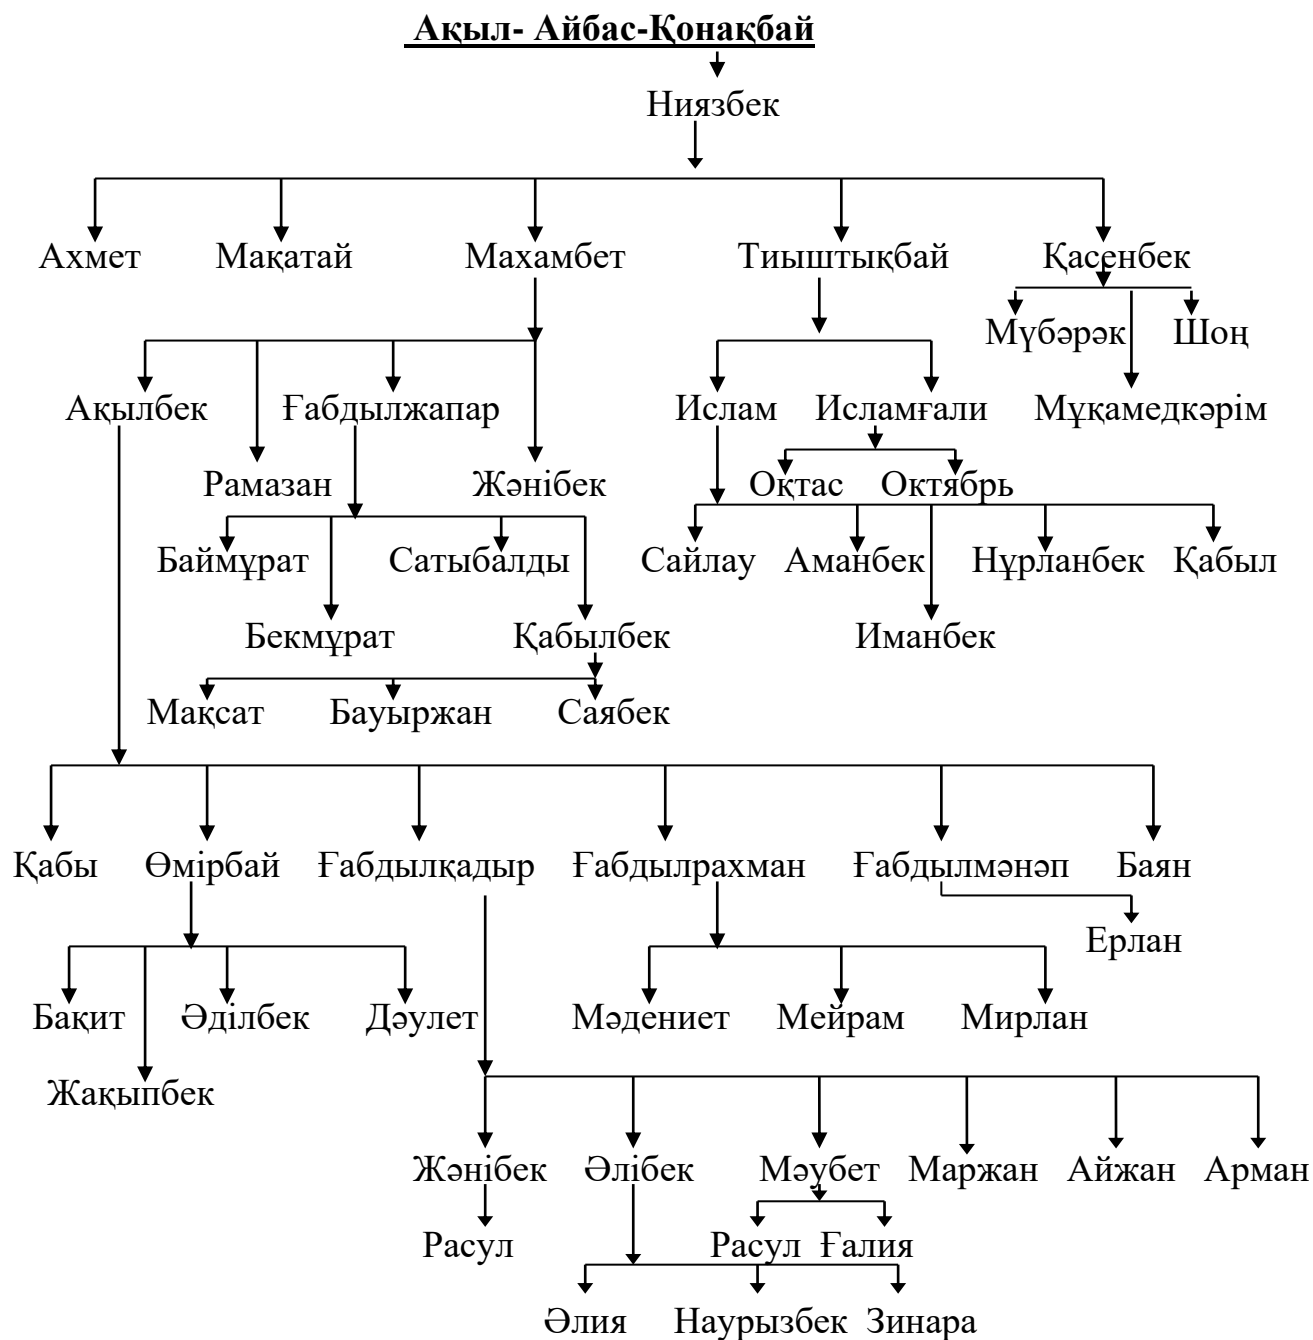 Ақыл- Айбас-Қонақбай
Ниязбек
Ахмет Мақатай Махамбет Тиыштықбай Қасенбек
Мүбәрәк Шоң
Ақылбек Ғабдылжапар Ислам Исламғали Мұқамедкәрім
Рамазан Жәнібек Оқтас Октябрь
Баймұрат Сатыбалды Сайлау Аманбек Нұрланбек Қабыл
Бекмұрат Қабылбек Иманбек
Мақсат Бауыржан Саябек
Қабы Өмірбай Ғабдылқадыр Ғабдылрахман Ғабдылмәнәп Баян
Ерлан
Бақит Әділбек Дәулет Мәдениет Мейрам Мирлан
Жақыпбек
Жәнібек Әлібек Мәубет Маржан Айжан Арман
Расул Расул Ғалия
Әлия Наурызбек Зинара